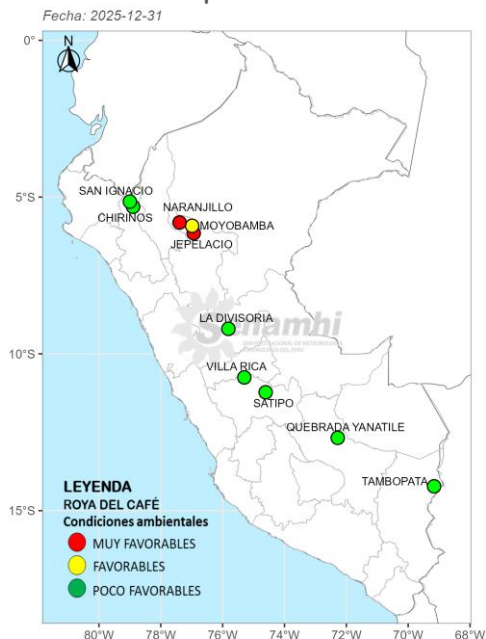 Fecha: 2025-12-31
N
0°
5°S
10°S
15°S
SAN IGNACIO
CHIRINOS
NARANJILLO
MOYOBAMBA
JEPELACIO
LA DIVISORIA
Senamhi
VILLA RICA
SATIPO
QUEBRADA YANATILE
TAMBOPATA
LEYENDA
ROYA DEL CAFÉ
Condiciones ambientales
MUY FAVORABLES
FAVORABLES
POCO FAVORABLES
80°W 78°W 76°W 74°W 72°W 70°W 68°W